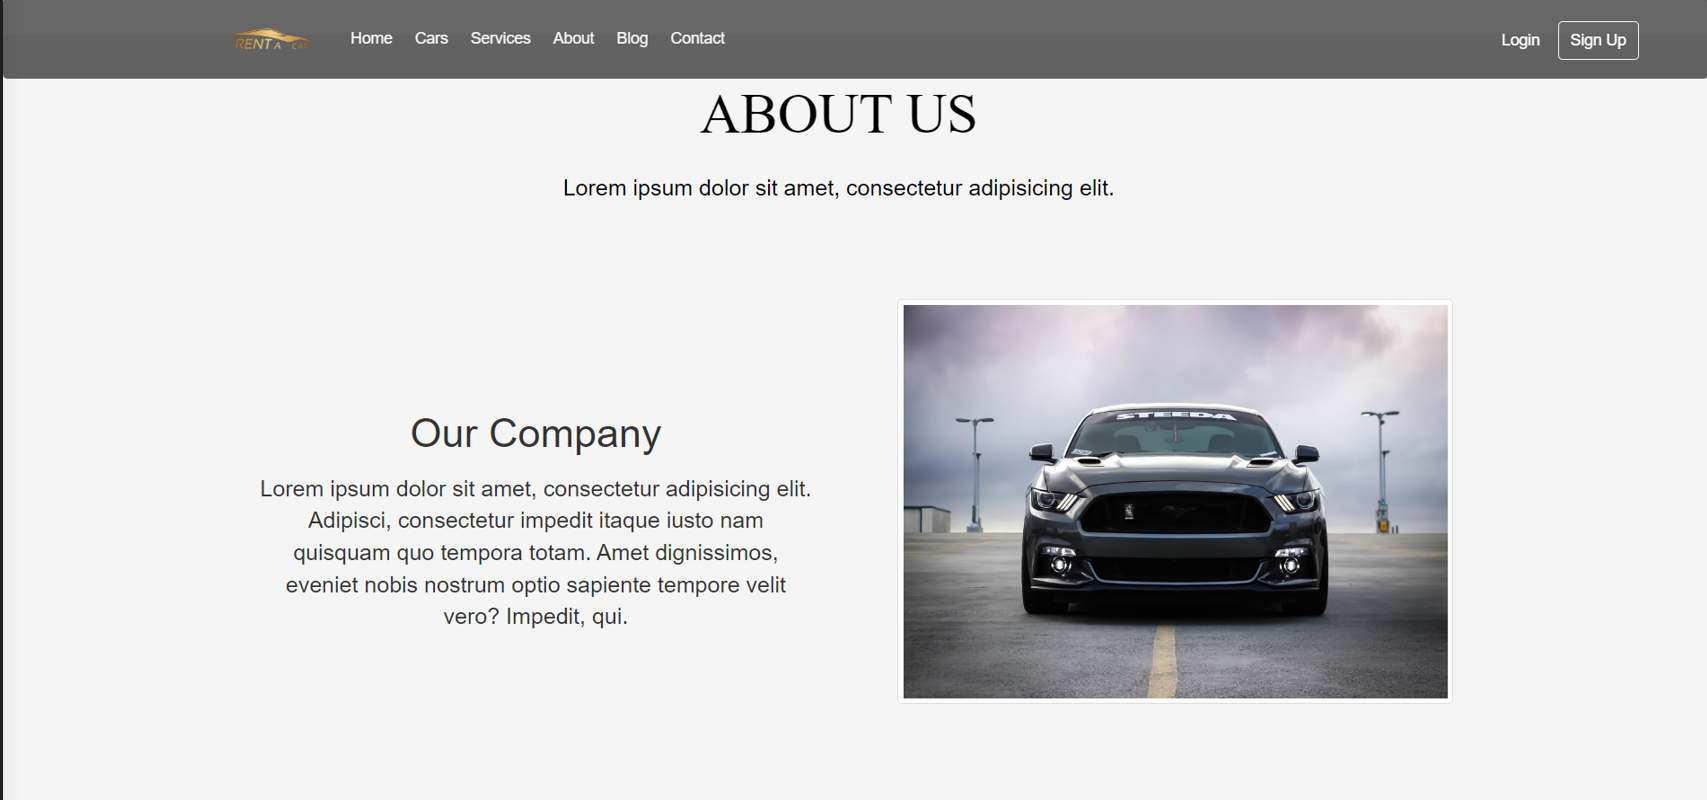 RENT A CAR
Home
Cars
Services
About
Blog
Contact
Login
Sign Up
ABOUT US
Lorem ipsum dolor sit amet, consectetur adipisicing elit.
STEEDA
Our Company
Lorem ipsum dolor sit amet, consectetur adipisicing elit.
Adipisci, consectetur impedit itaque iusto nam
quisquam quo tempora totam. Amet dignissimos,
eveniet nobis nostrum optio sapiente tempore velit
vero? Impedit, qui.